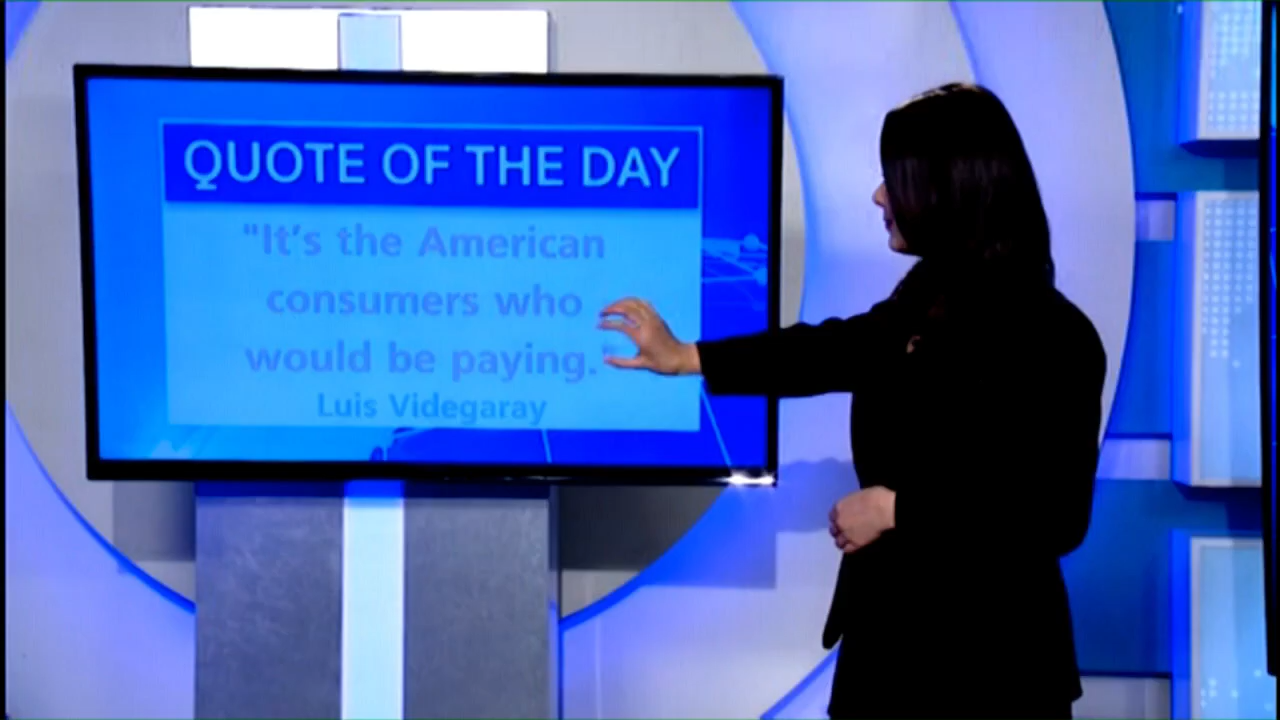 QUOTE OF THE DAY
"It's the American
consumers who
would be paying."
Luis Videgaray